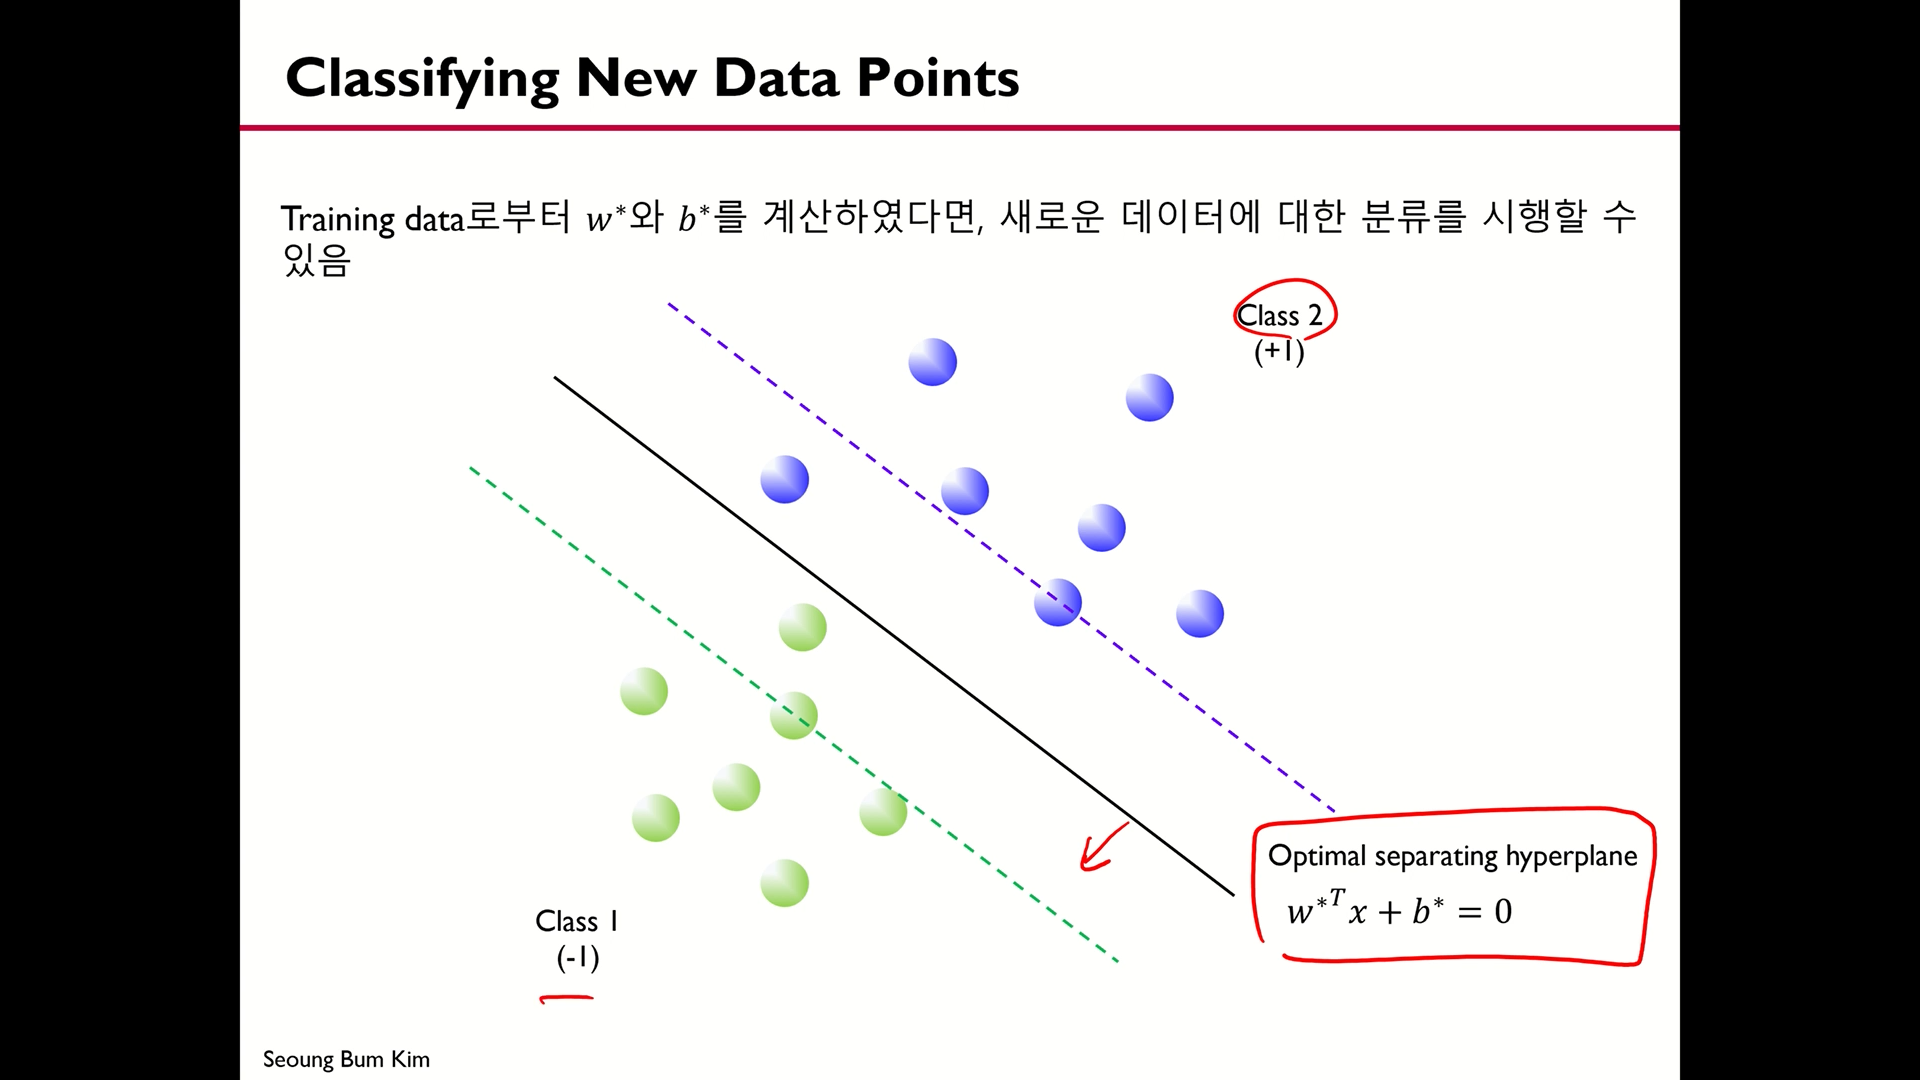 Classifying New Data Points
Training data로부터 w*와 b*를 계산하였다면, 새로운 데이터에 대한 분류를 시행할 수
있음
Class 2
(+1)
Optimal separating hyperplane
w*ᵀx + b* = 0
Class 1
(-1)
Seoung Bum Kim